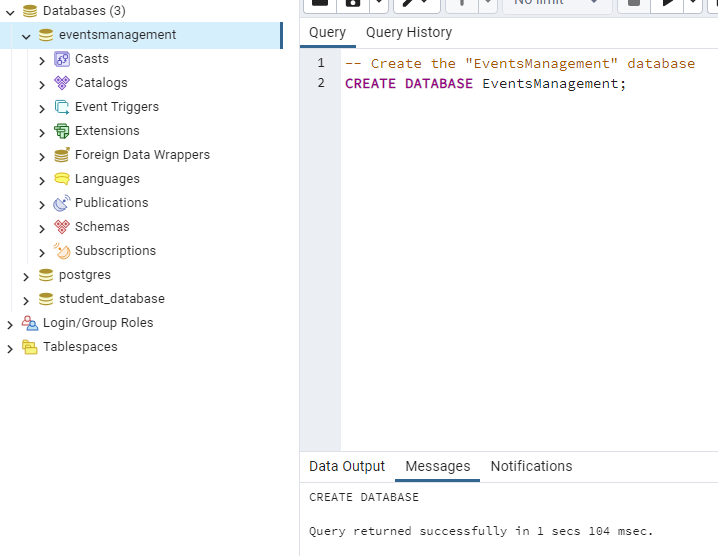 Databases (3)
eventsmanagement
Casts
Catalogs
Event Triggers
Extensions
Foreign Data Wrappers
Languages
Publications
Schemas
Subscriptions
postgres
student_database
Login/Group Roles
Tablespaces
No limit
Query Query History
1 -- Create the "EventsManagement" database
2 CREATE DATABASE EventsManagement;
Data Output Messages Notifications
CREATE DATABASE
Query returned successfully in 1 secs 104 msec.